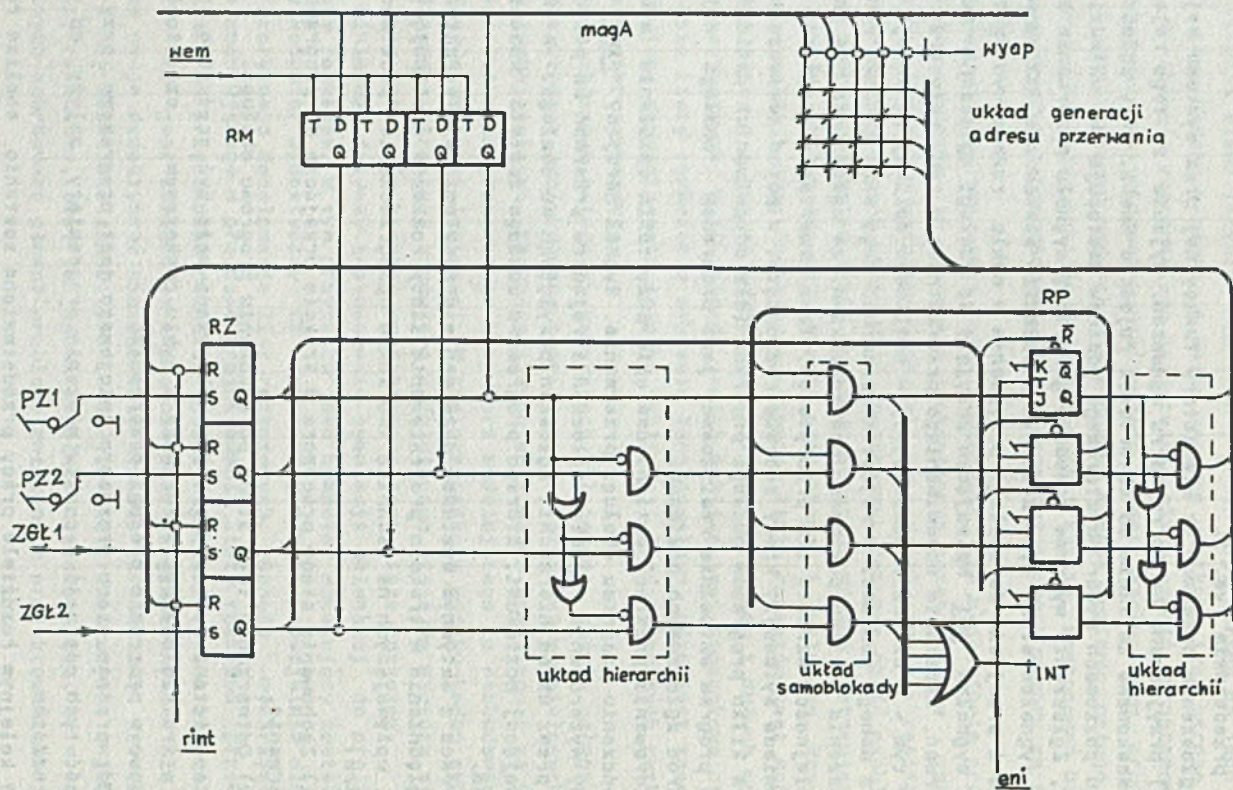 magA
wem
wyap
RM
T D T D T D T D
Q Q Q Q
układ generacji
adresu przerwania
RZ
RP
R̅
R
S Q
K
T
J
Q̅
Q
PZ1
R
S Q
PZ2
R
S Q
ZGŁ1
R
S Q
ZGŁ2
układ hierarchii
układ
samoblokady
INT
układ
hierarchii
rint
eni